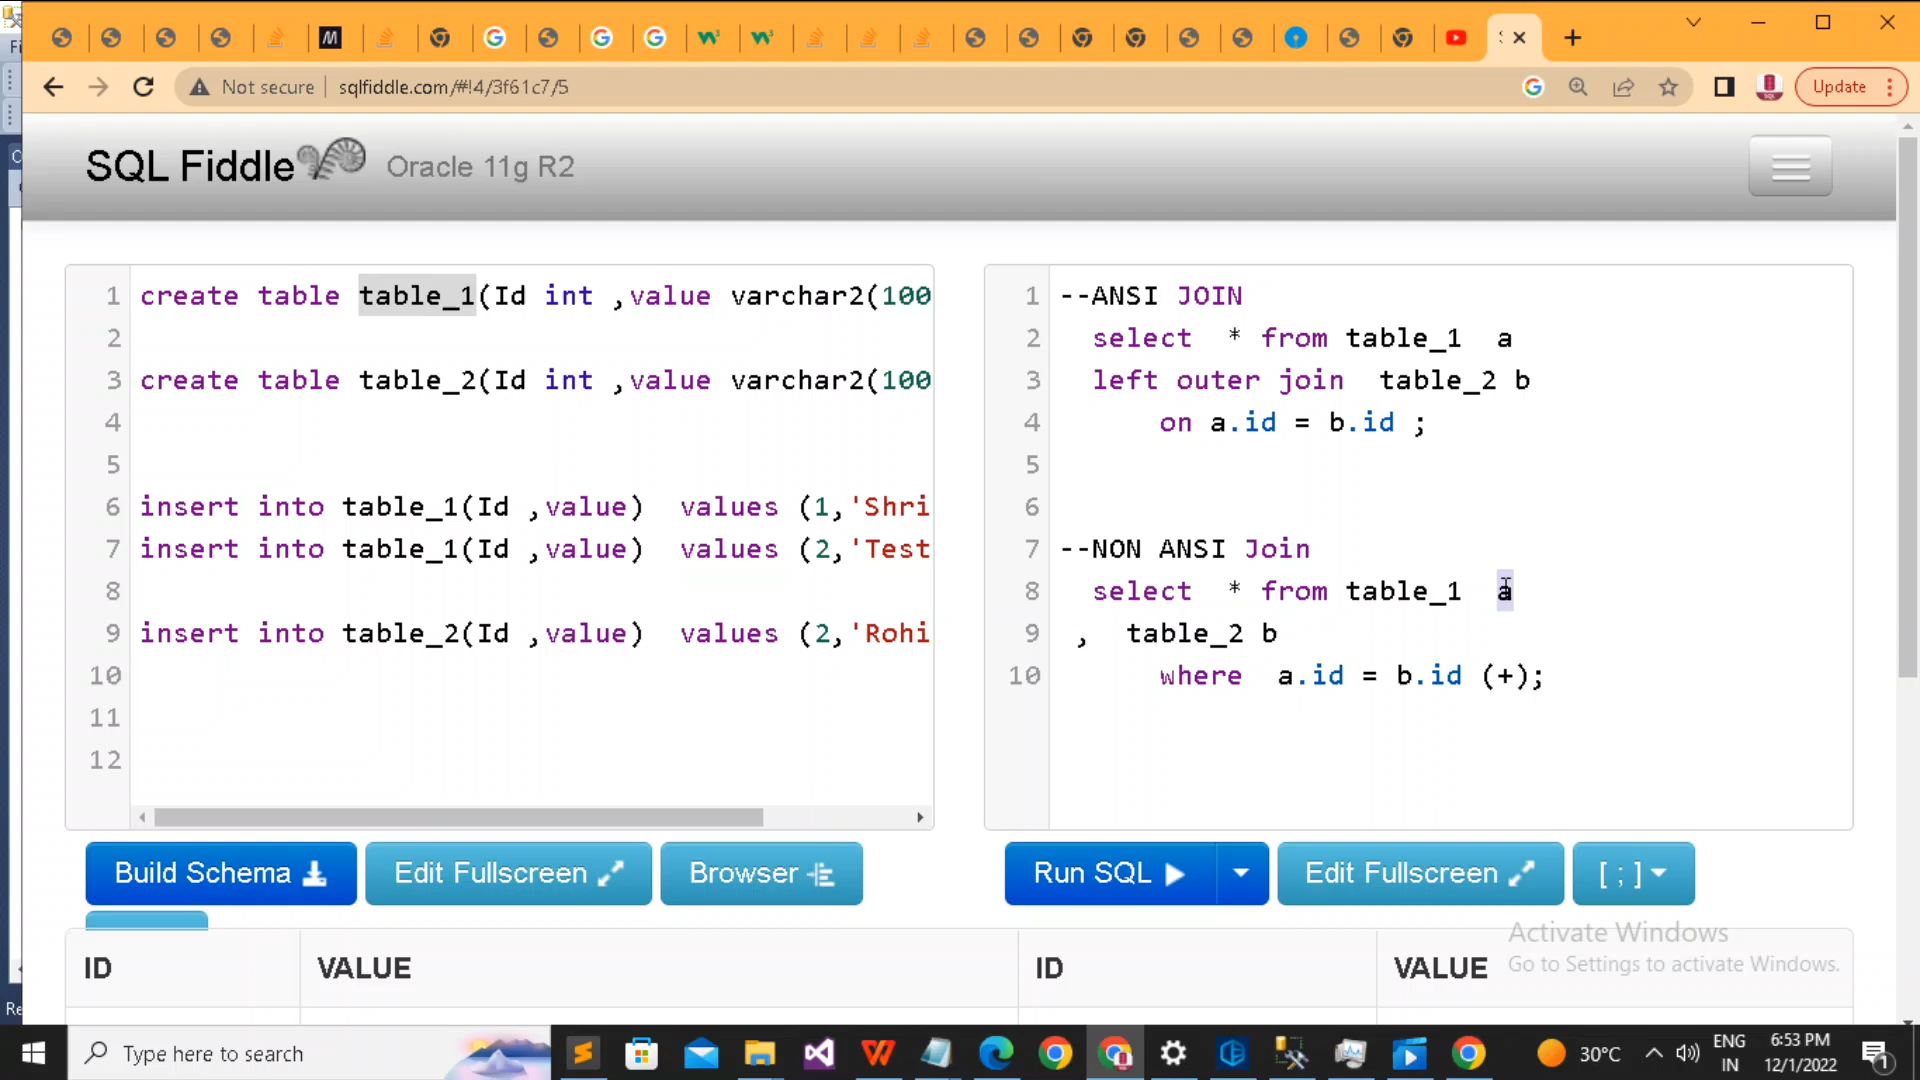 Not secure
sqlfiddle.com/#!4/3f61c7/5
Update
SQL Fiddle
Oracle 11g R2
1 create table table_1(Id int ,value varchar2(100
2
3 create table table_2(Id int ,value varchar2(100
4
5
6 insert into table_1(Id ,value)  values (1,'Shri
7 insert into table_1(Id ,value)  values (2,'Test
8
9 insert into table_2(Id ,value)  values (2,'Rohi
10
11
12
1 --ANSI JOIN
2 select  * from table_1  a
3 left outer join  table_2 b
4 on a.id = b.id ;
5
6
7 --NON ANSI Join
8 select  * from table_1  a
9 ,  table_2 b
10 where  a.id = b.id (+);
Build Schema
Edit Fullscreen
Browser
Run SQL
Edit Fullscreen
[ ; ]
ID VALUE ID VALUE
Activate Windows
Go to Settings to activate Windows.
Type here to search
30°C
ENG
IN
6:53 PM
12/1/2022
1